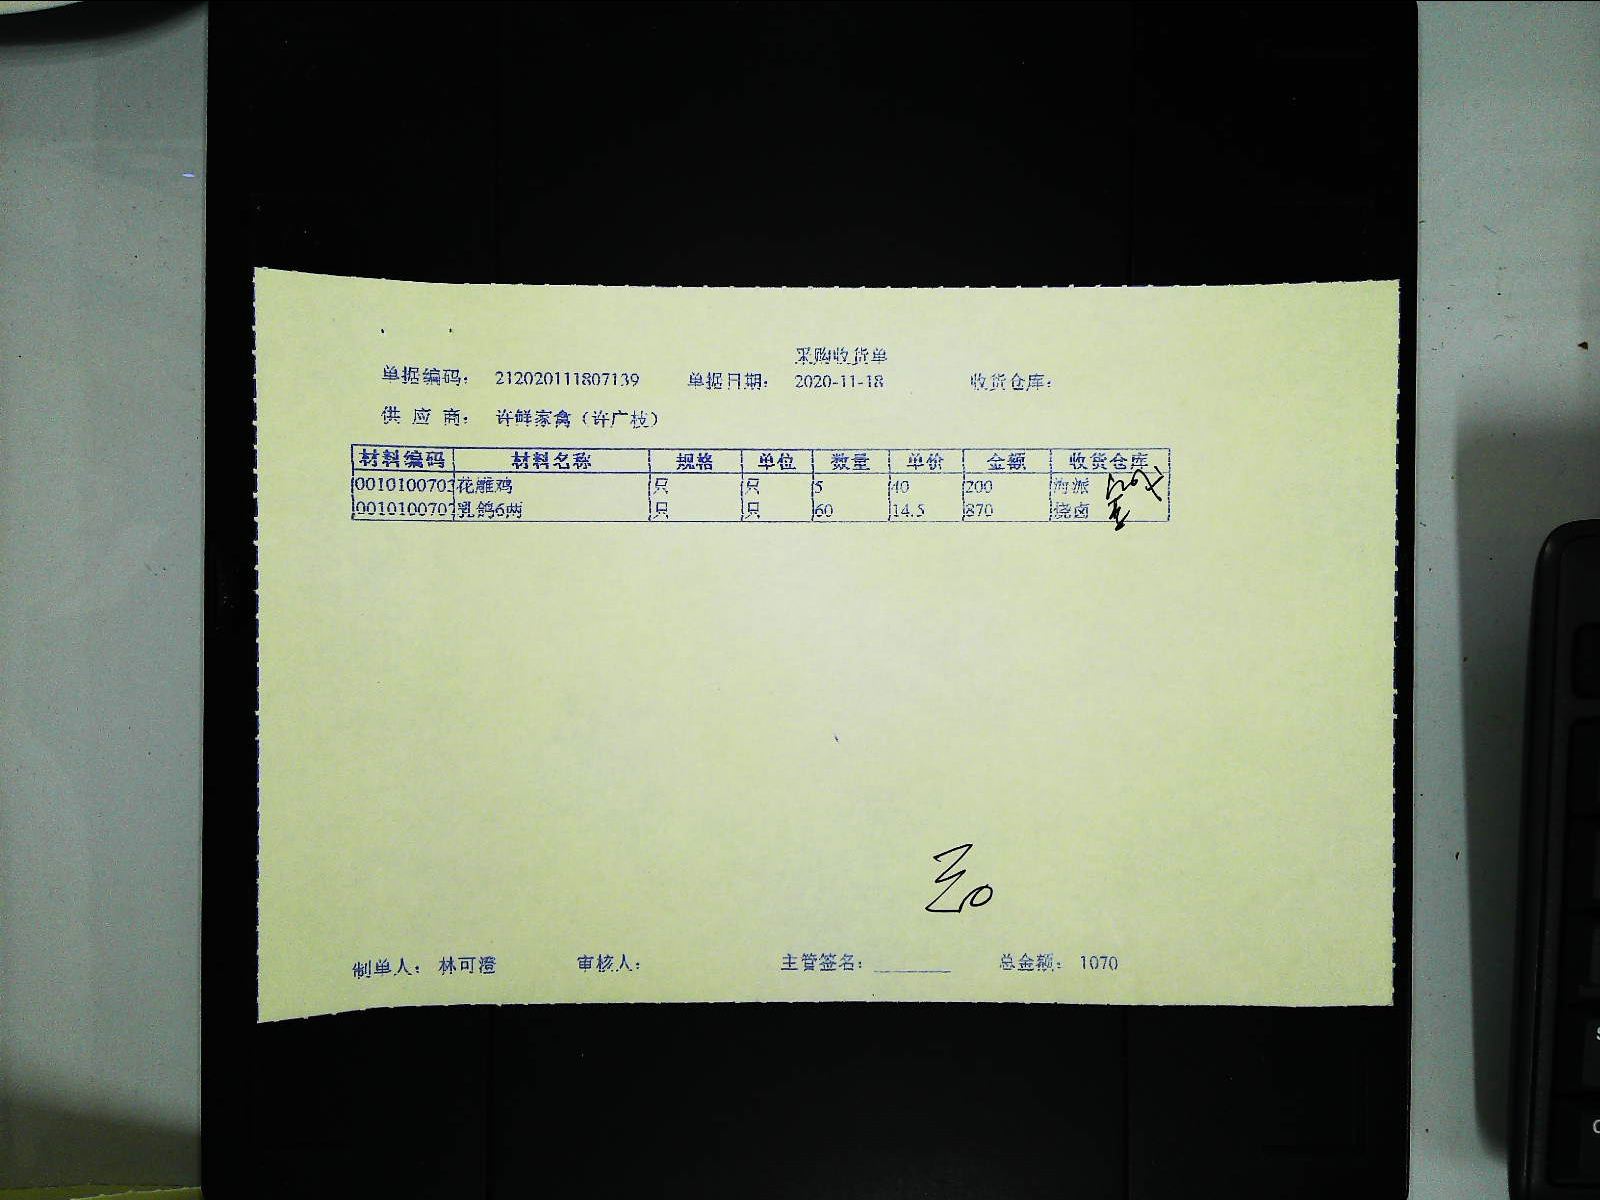 采购收货单
单据编码： 212020111807139 单据日期： 2020-11-18 收货仓库：
供 应 商： 许鲜家禽（许广枝）
材料编码 材料名称 规格 单位 数量 单价 金额 收货仓库
0010100703 花雕鸡 只 只 5 40 200 海派
0010100707 乳鸽6两 只 只 60 14.5 870 烧卤
制单人： 林可澄 审核人： 主管签名： 总金额： 1070